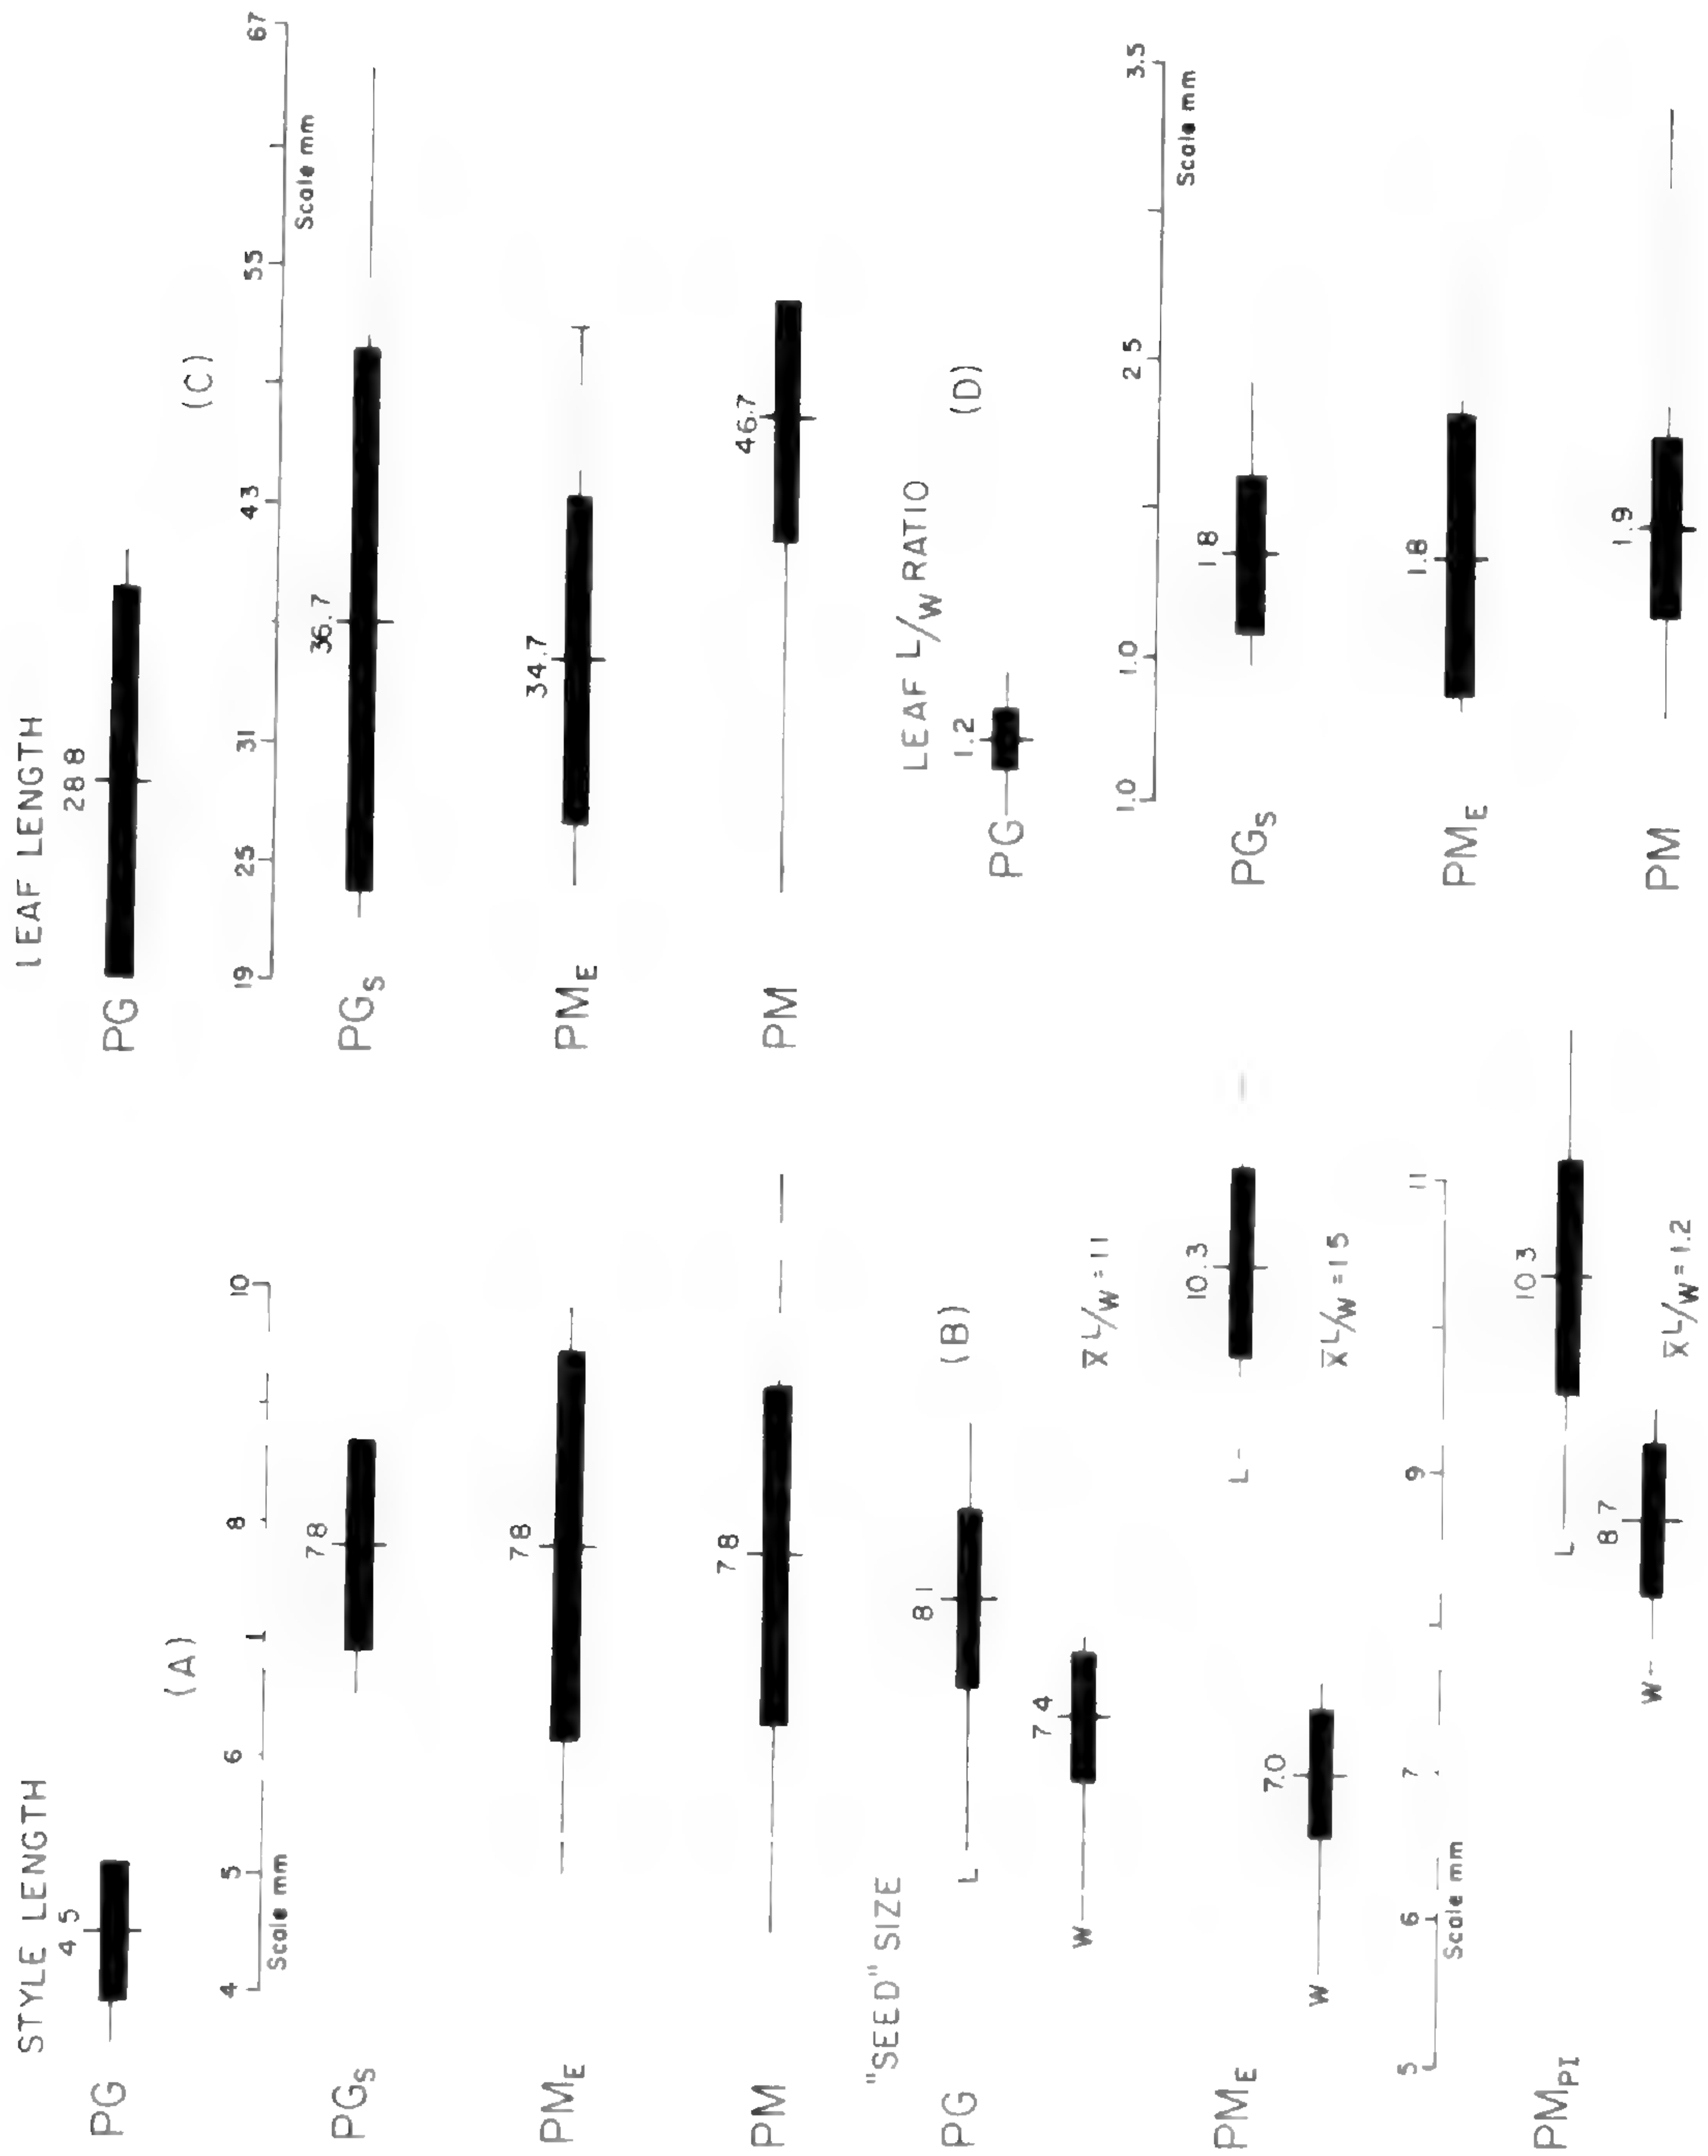 STYLE LENGTH
(A)
PG
4 5
4 5 6 8 10
Scale mm
PGS
7 8
PME
7 8
PM
7 8
"SEED" SIZE
(B)
PG
L
8 1
W
7 4
X̅ L/W = 1 1
PME
L
10.3
W
7.0
X̅ L/W = 1 5
5 6 7 9 11
Scale mm
PMPI
L
10 3
W
8 7
X̅ L/W = 1.2
LEAF LENGTH
(C)
PG
28 8
19 25 31 43 55 67
Scale mm
PGS
36.7
PME
34.7
PM
46.7
LEAF L/W RATIO
(D)
PG
1.2
1.0 1.0 2 5 3.5
Scale mm
PGS
1 8
PME
1.8
PM
1.9